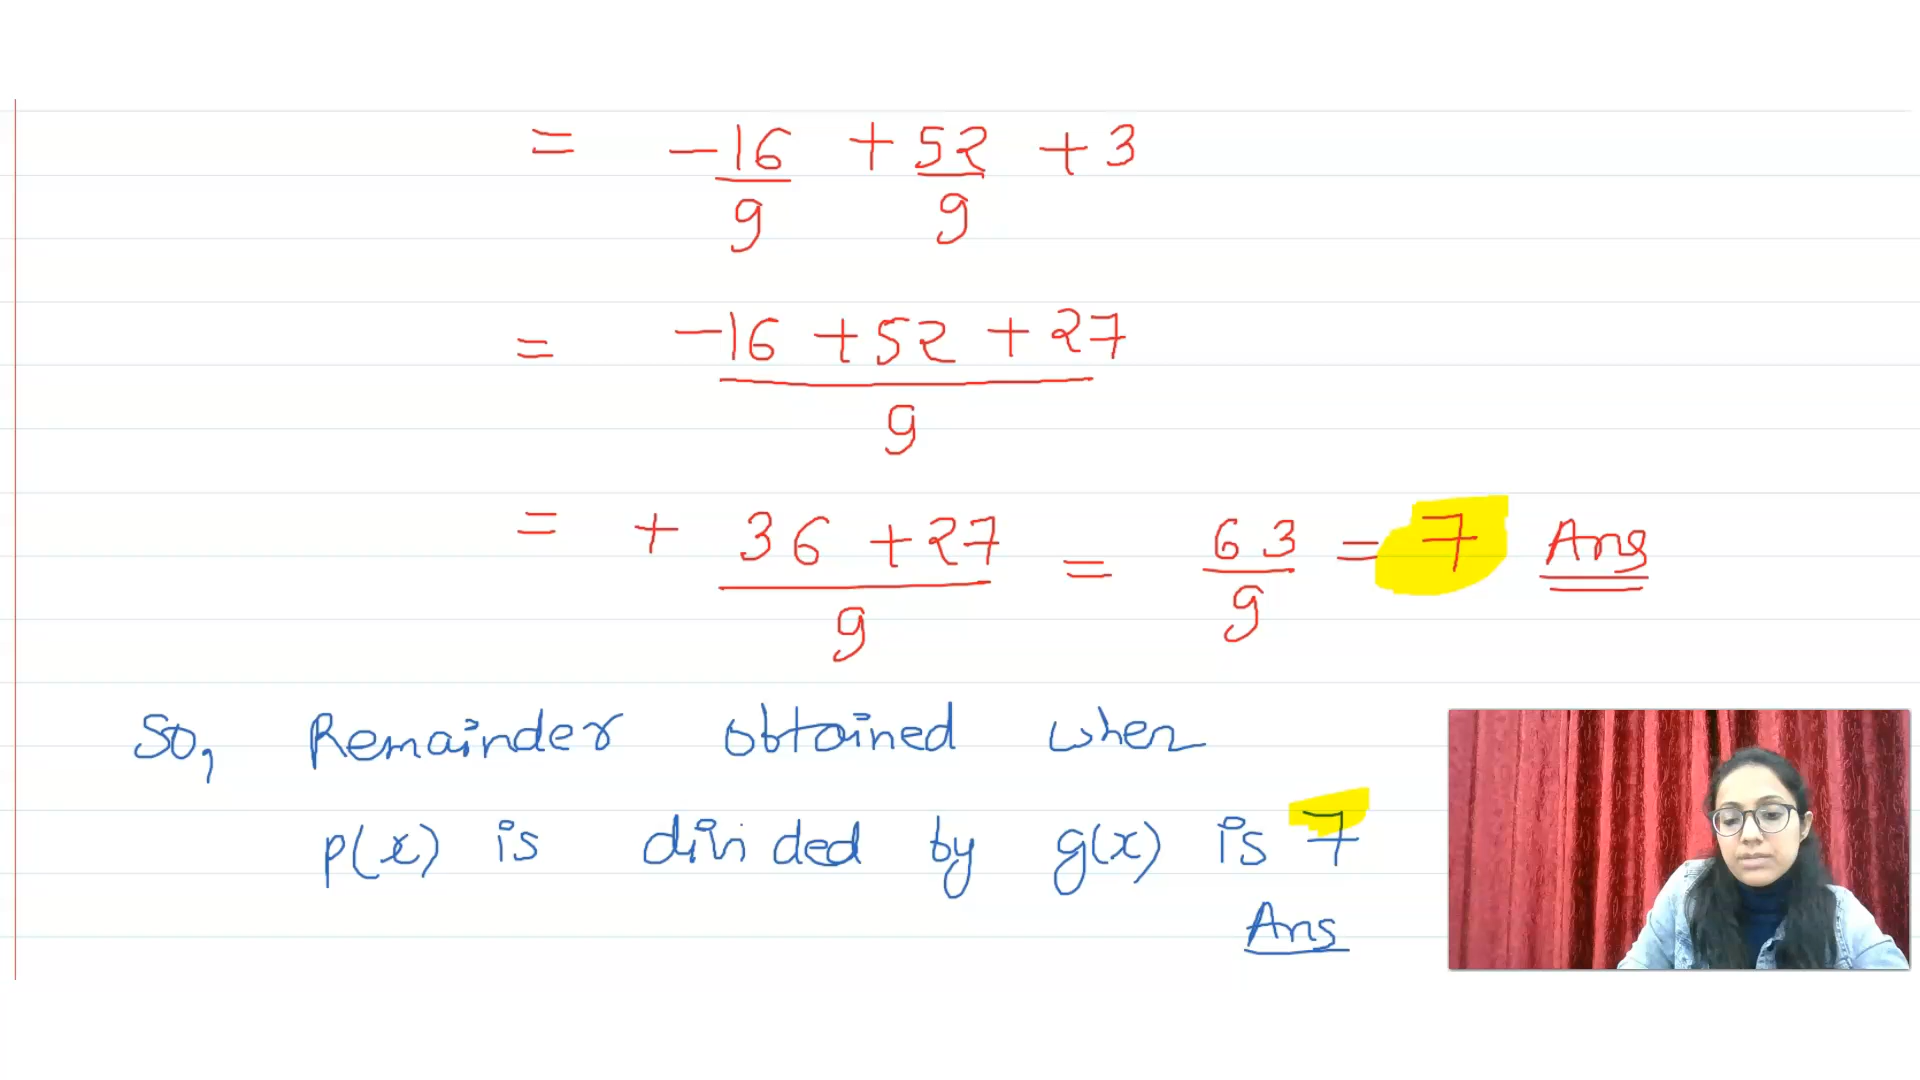 = -16/9 + 52/9 + 3
= -16 + 52 + 27 / 9
= + 36 + 27 / 9 = 63/9 = 7 Ans
So, Remainder obtained when
p(x) is divided by g(x) is 7
Ans